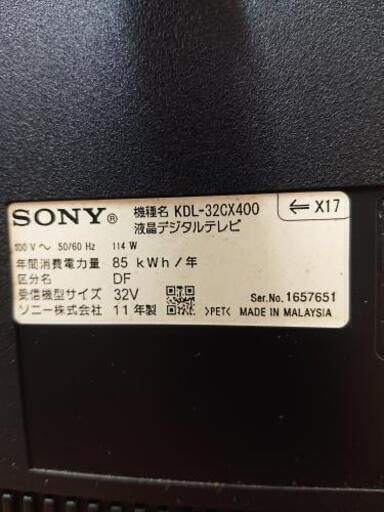 SONY® 機種名 KDL-32CX400 ⇐ X17
液晶デジタルテレビ
100 V ～ 50/60 Hz 114 W
年間消費電力量 85 kWh/年
区分名 DF
受信機型サイズ 32V Ser.No. 1657651
ソニー株式会社 11年製 >PET< MADE IN MALAYSIA